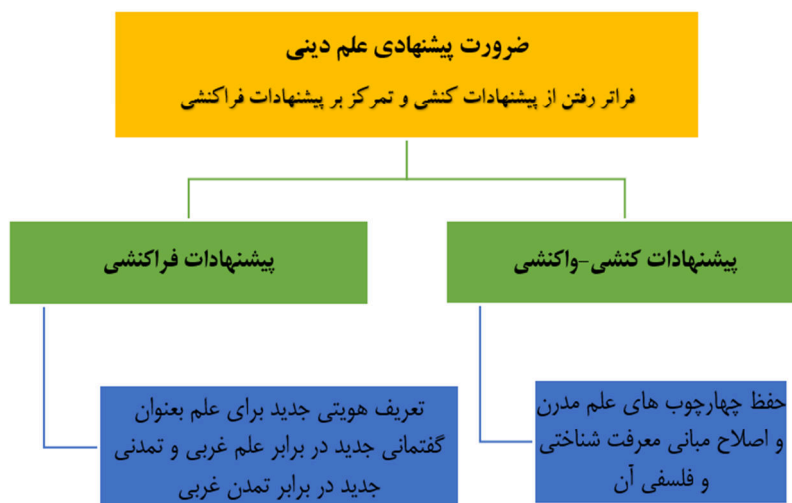 ضرورت پیشنهادی علم دینی
فراتر رفتن از پیشنهادات کنشی و تمرکز بر پیشنهادات فراکنشی
پیشنهادات کنشی-واکنشی
پیشنهادات فراکنشی
حفظ چهارچوب های علم مدرن
و اصلاح مبانی معرفت شناختی
و فلسفی آن
تعریف هویتی جدید برای علم بعنوان
گفتمانی جدید در برابر علم غربی و تمدنی
جدید در برابر تمدن غربی